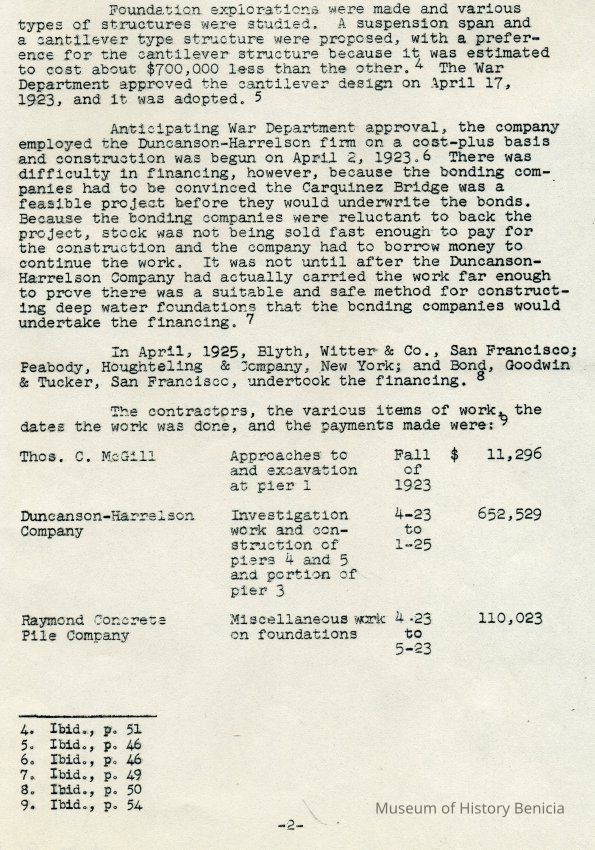 Foundation explorations were made and various
types of structures were studied. A suspension span and
a cantilever type structure were proposed, with a prefer-
ence for the cantilever structure because it was estimated
to cost about $700,000 less than the other. 4 The War
Department approved the cantilever design on April 17,
1923, and it was adopted. 5
Anticipating War Department approval, the company
employed the Duncanson-Harrelson firm on a cost-plus basis
and construction was begun on April 2, 1923. 6 There was
difficulty in financing, however, because the bonding com-
panies had to be convinced the Carquinez Bridge was a
feasible project before they would underwrite the bonds.
Because the bonding companies were reluctant to back the
project, stock was not being sold fast enough to pay for
the construction and the company had to borrow money to
continue the work. It was not until after the Duncanson-
Harrelson Company had actually carried the work far enough
to prove there was a suitable and safe method for construct-
ing deep water foundations that the bonding companies would
undertake the financing. 7
In April, 1925, Blyth, Witter & Co., San Francisco;
Peabody, Houghteling & Company, New York; and Bond, Goodwin
& Tucker, San Francisco, undertook the financing. 8
The contractors, the various items of work, the
dates the work was done, and the payments made were: 9
Thos. C. McGill Approaches to Fall $ 11,296
and excavation of
at pier 1 1923
Duncanson-Harrelson Investigation 4-23 652,529
Company work and con- to
struction of 1-25
piers 4 and 5
and portion of
pier 3
Raymond Concrete Miscellaneous work 4-23 110,023
Pile Company on foundations to
5-23
4. Ibid., p. 51
5. Ibid., p. 46
6. Ibid., p. 46
7. Ibid., p. 49
8. Ibid., p. 50
9. Ibid., p. 54
Museum of History Benicia
-2-